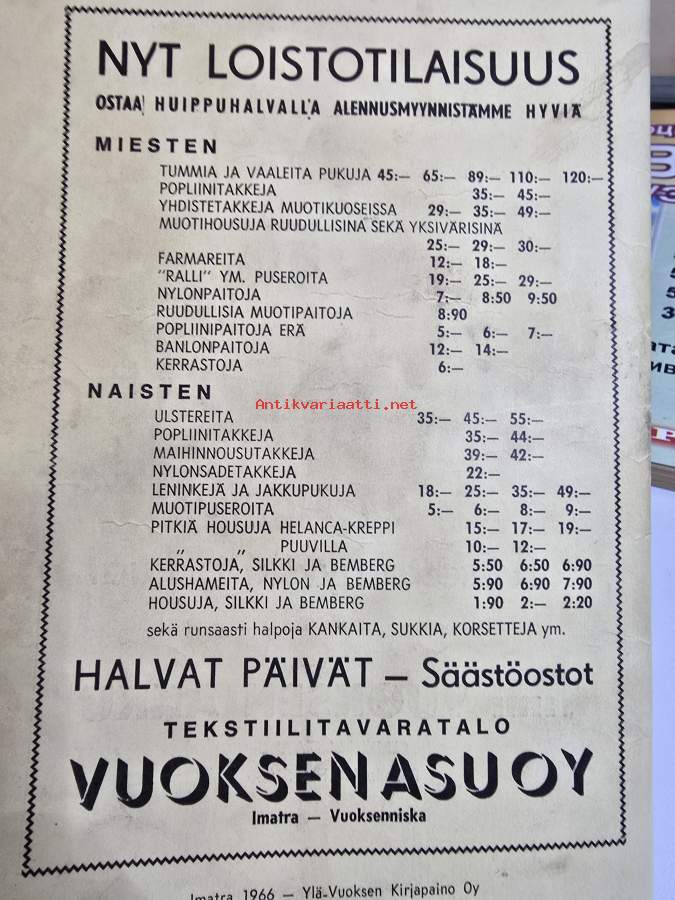 NYT LOISTOTILAISUUS
OSTAA HUIPPUHALVALLA ALENNUSMYYNNISTÄMME HYVIÄ
MIESTEN
TUMMIA JA VAALEITA PUKUJA 45:— 65:— 89:— 110:— 120:—
POPLIINITAKKEJA 35:— 45:—
YHDISTETAKKEJA MUOTIKUOSEISSA 29:— 35:— 49:—
MUOTIHOUSUJA RUUDULLISINA SEKÄ YKSIVÄRISINÄ
25:— 29:— 30:—
FARMAREITA 12:— 18:—
"RALLI" YM. PUSEROITA 19:— 25:— 29:—
NYLONPAITOJA 7:— 8:50 9:50
RUUDULLISIA MUOTIPAITOJA 8:90
POPLIINIPAITOJA ERÄ 5:— 6:— 7:—
BANLONPAITOJA 12:— 14:—
KERRASTOJA 6:—
NAISTEN
Antikvariaatti.net
ULSTEREITA 35:— 45:— 55:—
POPLIINITAKKEJA 35:— 44:—
MAIHINNOUSUTAKKEJA 39:— 42:—
NYLONSADETAKKEJA 22:—
LENINKEJÄ JA JAKKUPUKUJA 18:— 25:— 35:— 49:—
MUOTIPUSEROITA 5:— 6:— 8:— 9:—
PITKIÄ HOUSUJA HELANCA-KREPPI 15:— 17:— 19:—
„ „ PUUVILLA 10:— 12:—
KERRASTOJA, SILKKI JA BEMBERG 5:50 6:50 6:90
ALUSHAMEITA, NYLON JA BEMBERG 5:90 6:90 7:90
HOUSUJA, SILKKI JA BEMBERG 1:90 2:— 2:20
sekä runsaasti halpoja KANKAITA, SUKKIA, KORSETTEJA ym.
HALVAT PÄIVÄT — Säästöostot
TEKSTIILITAVARATALO
VUOKSENASU OY
Imatra — Vuoksenniska
Imatra 1966 — Ylä-Vuoksen Kirjapaino Oy